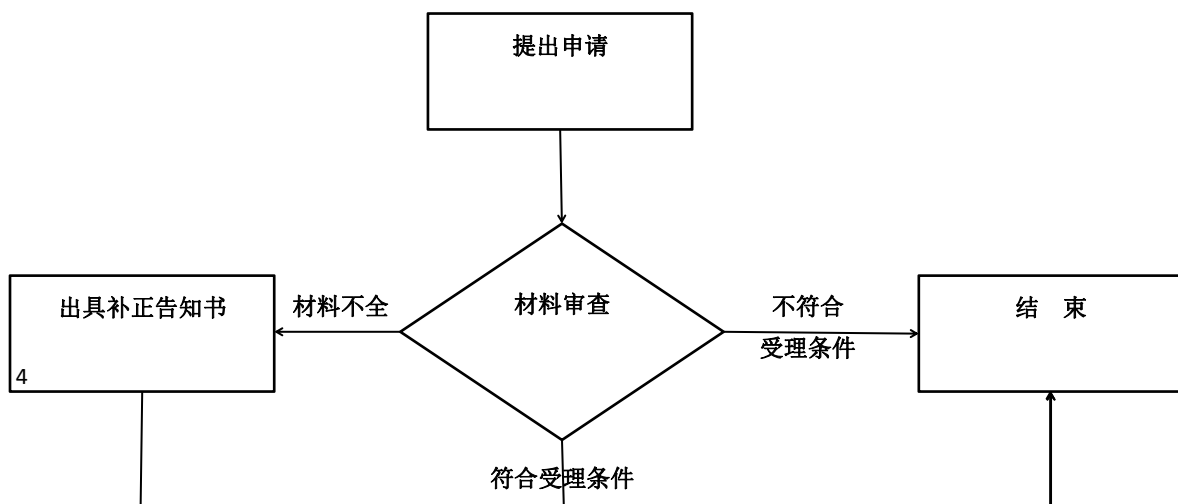 提出申请
出具补正告知书
材料不全
材料审查
不符合
受理条件
结 束
4
符合受理条件